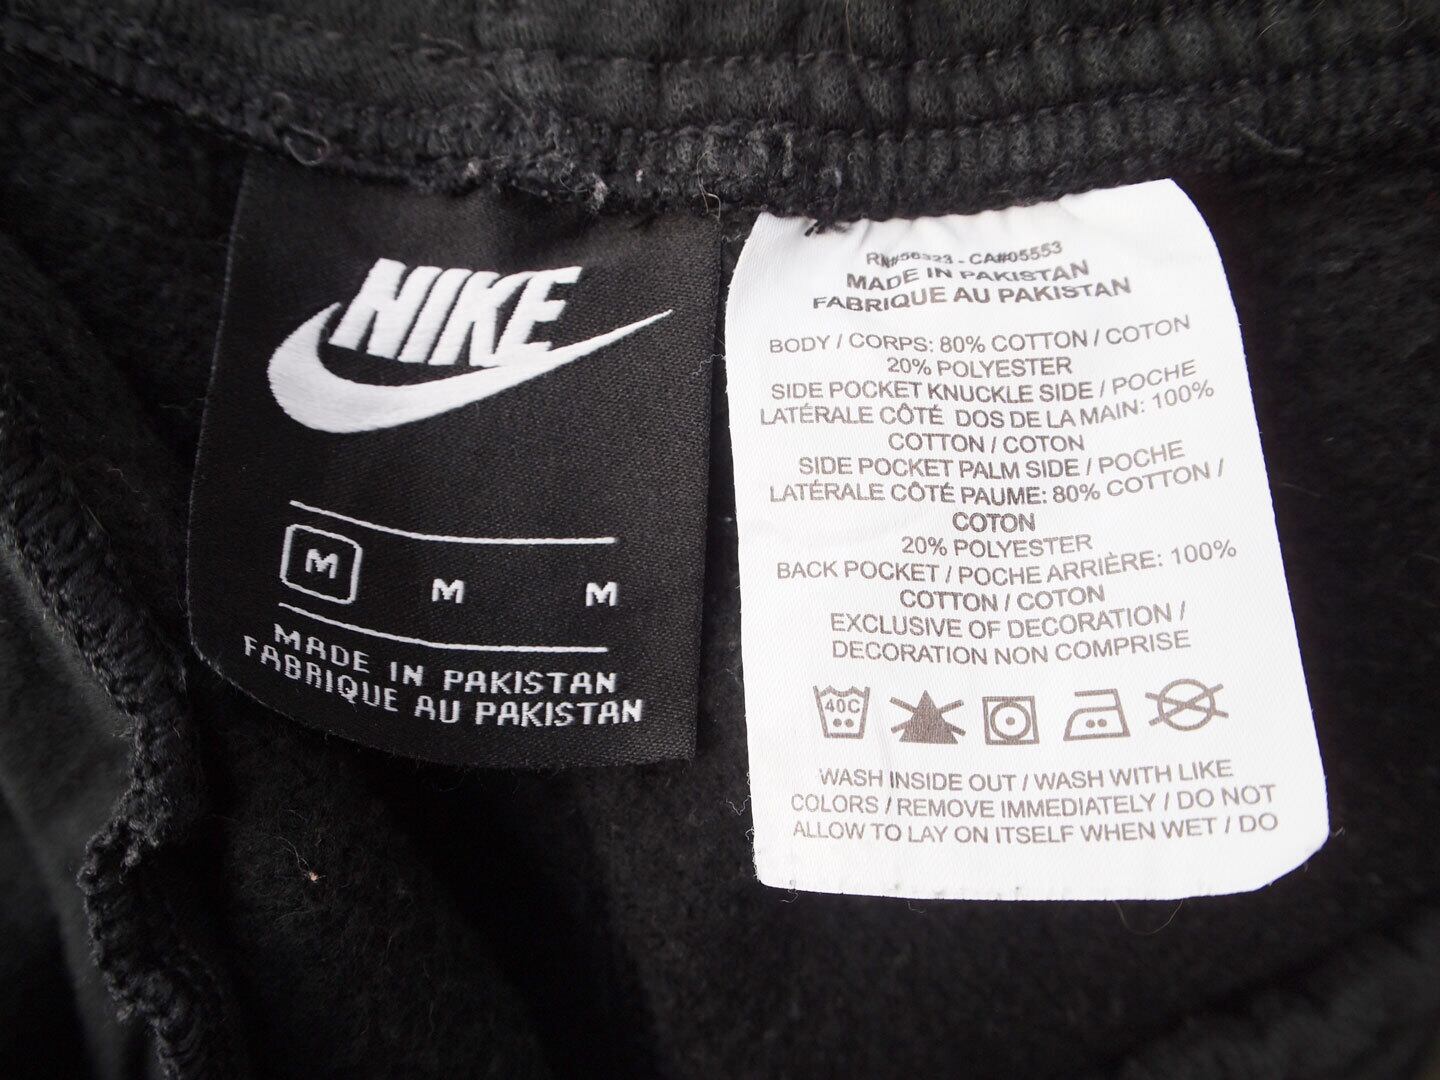 NIKE
M M M
MADE IN PAKISTAN
FABRIQUE AU PAKISTAN
RN#56323 - CA#05553
MADE IN PAKISTAN
FABRIQUE AU PAKISTAN
BODY / CORPS: 80% COTTON / COTON
20% POLYESTER
SIDE POCKET KNUCKLE SIDE / POCHE
LATÉRALE CÔTÉ DOS DE LA MAIN: 100%
COTTON / COTON
SIDE POCKET PALM SIDE / POCHE
LATÉRALE CÔTÉ PAUME: 80% COTTON /
COTON
20% POLYESTER
BACK POCKET / POCHE ARRIÈRE: 100%
COTTON / COTON
EXCLUSIVE OF DECORATION /
DECORATION NON COMPRISE
40C
WASH INSIDE OUT / WASH WITH LIKE
COLORS / REMOVE IMMEDIATELY / DO NOT
ALLOW TO LAY ON ITSELF WHEN WET / DO